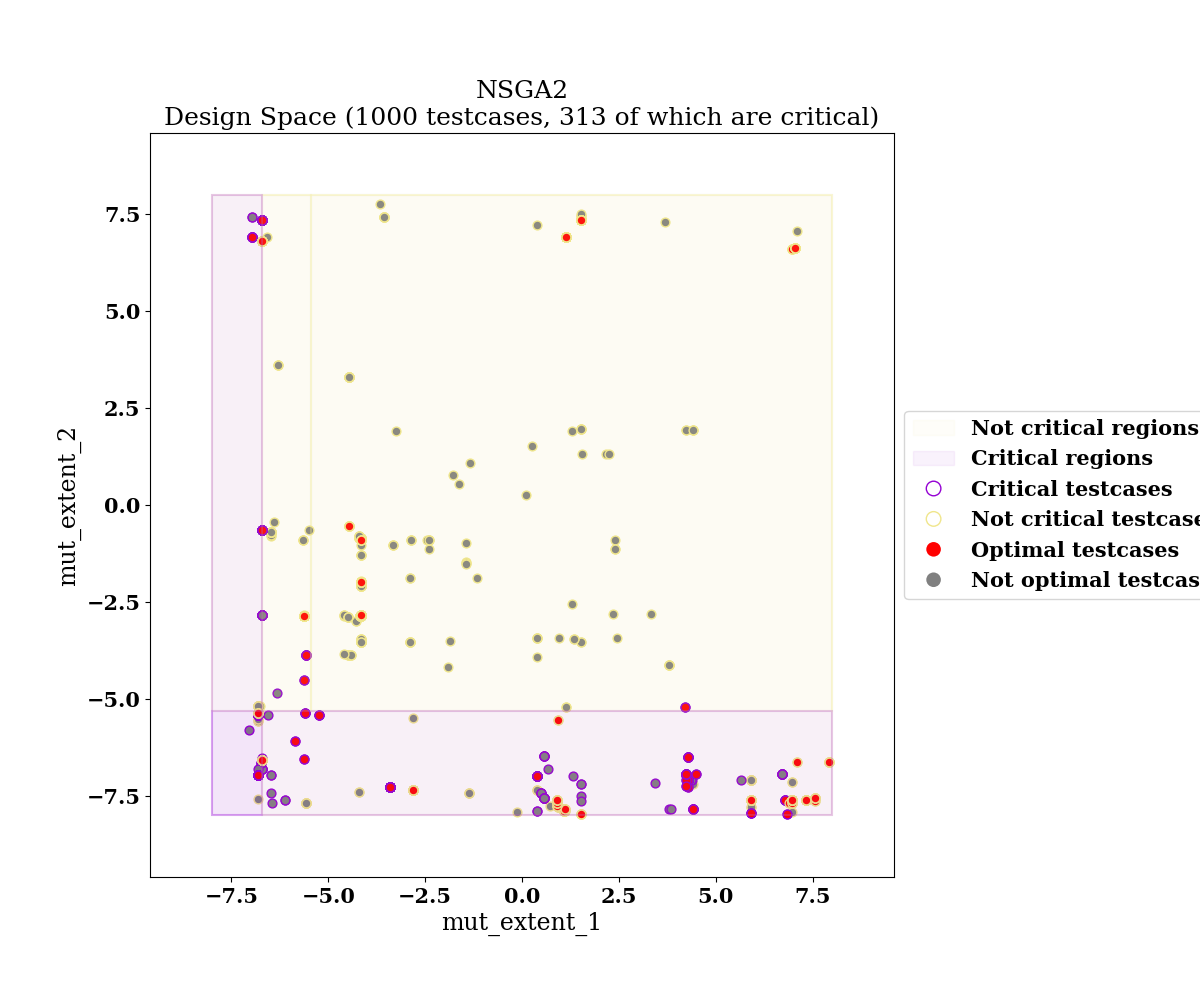 NSGA2
Design Space (1000 testcases, 313 of which are critical)
7.5
5.0
2.5
0.0
−2.5
−5.0
−7.5
mut_extent_2
−7.5 −5.0 −2.5 0.0 2.5 5.0 7.5
mut_extent_1
Not critical regions
Critical regions
Critical testcases
Not critical testcase
Optimal testcases
Not optimal testcas